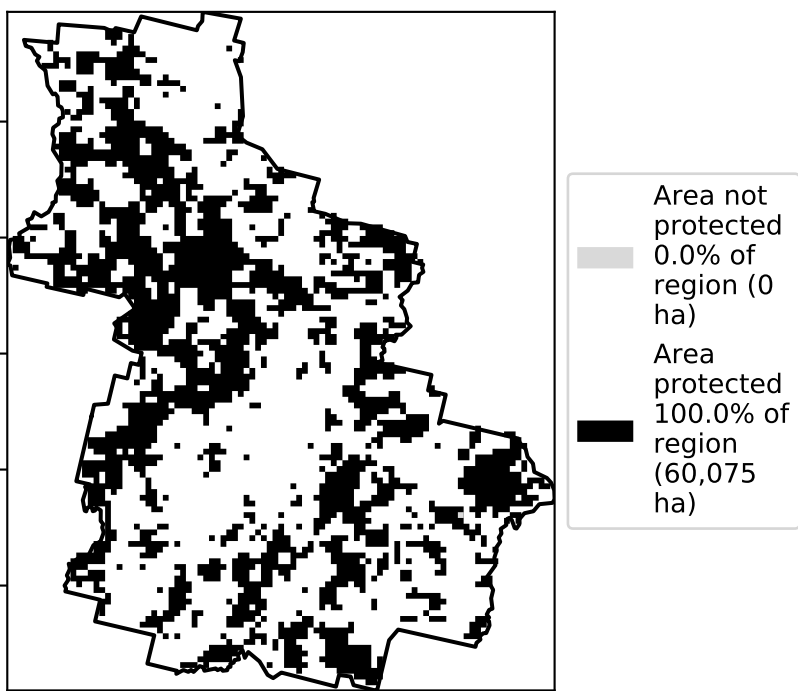 Area not
protected
0.0% of
region (0
ha)
Area
protected
100.0% of
region
(60,075
ha)